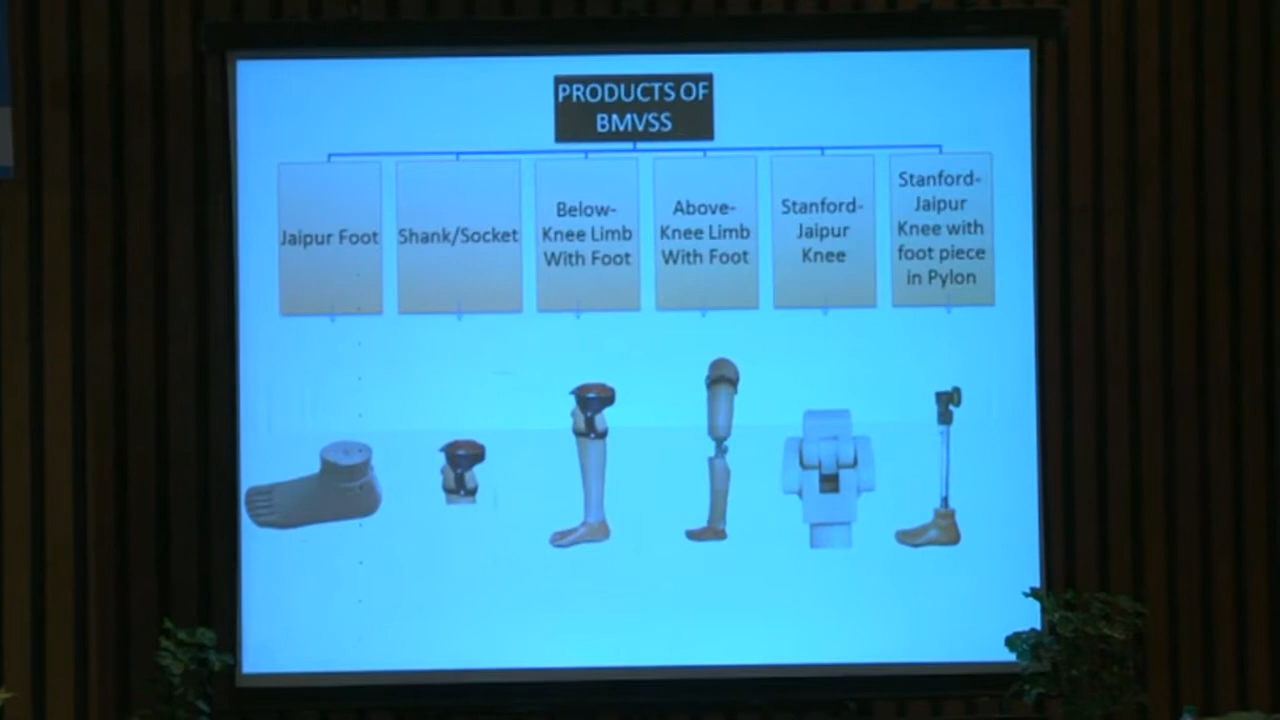 PRODUCTS OF
BMVSS
Jaipur Foot
Shank/Socket
Below-
Knee Limb
With Foot
Above-
Knee Limb
With Foot
Stanford-
Jaipur
Knee
Stanford-
Jaipur
Knee with
foot piece
in Pylon